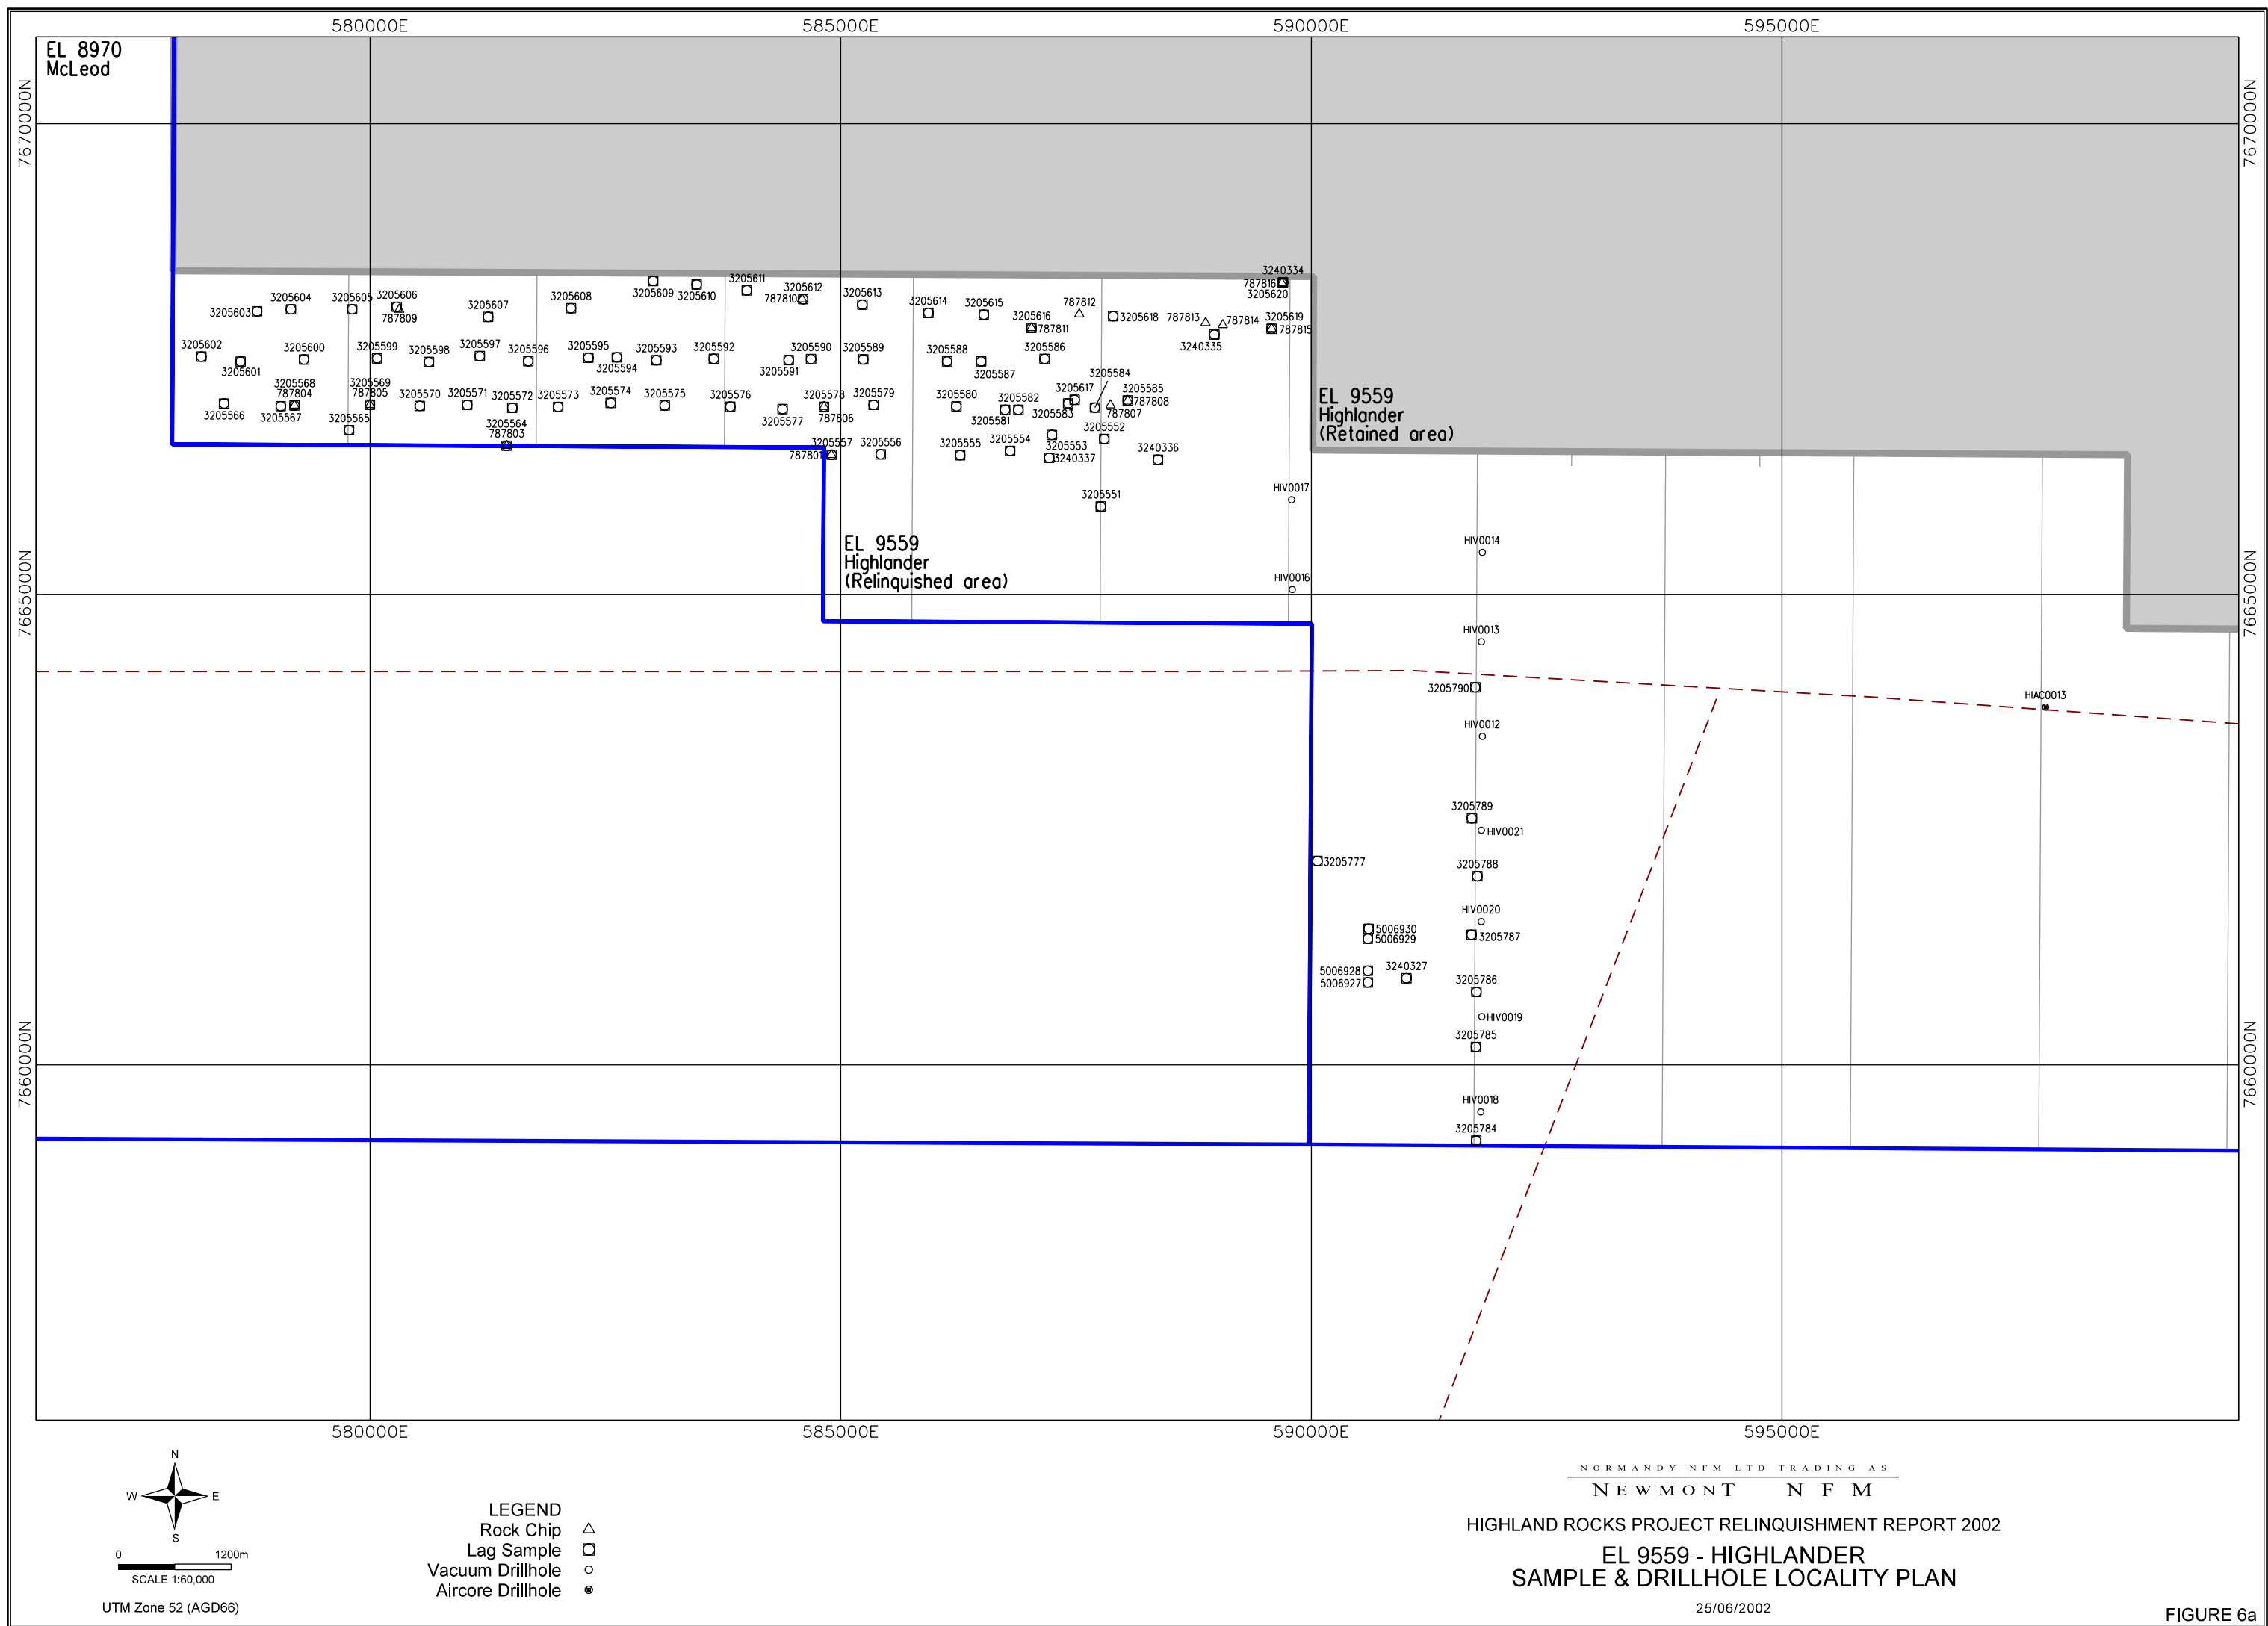 580000E
585000E
590000E
595000E
EL 8970
McLeod
7670000N
7670000N
3240334
787816
3205620
3205611
3205612
787810
3205609
3205610
3205613
3205604
3205605
3205606
787809
3205603
3205607
3205608
3205614
3205615
3205616
787811
787812
3205618
787813
787814
3205619
787815
3240335
3205602
3205601
3205600
3205599
3205598
3205597
3205596
3205595
3205594
3205593
3205592
3205591
3205590
3205589
3205588
3205587
3205586
3205584
3205566
3205567
3205568
787804
3205569
787805
3205565
3205570
3205571
3205572
3205573
3205574
3205575
3205576
3205577
3205578
787806
3205579
3205580
3205581
3205582
3205583
3205617
3205585
787808
787807
3205564
787803
3205557
787801
3205556
3205555
3205554
3205553
3240337
3205552
3240336
3205551
EL 9559
Highlander
(Retained area)
HIV0017
HIV0014
EL 9559
Highlander
(Relinquished area)
HIV0016
7665000N
7665000N
HIV0013
3205790
HIAC0013
HIV0012
3205789
HIV0021
3205777
3205788
HIV0020
5006930
5006929
3205787
5006928
5006927
3240327
3205786
HIV0019
3205785
7660000N
7660000N
HIV0018
3205784
580000E
585000E
590000E
595000E
N
W
E
S
0 1200m
SCALE 1:60,000
UTM Zone 52 (AGD66)
LEGEND
Rock Chip
Lag Sample
Vacuum Drillhole
Aircore Drillhole
NORMANDY NFM LTD TRADING AS
NEWMONT NFM
HIGHLAND ROCKS PROJECT RELINQUISHMENT REPORT 2002
EL 9559 - HIGHLANDER
SAMPLE & DRILLHOLE LOCALITY PLAN
25/06/2002
FIGURE 6a